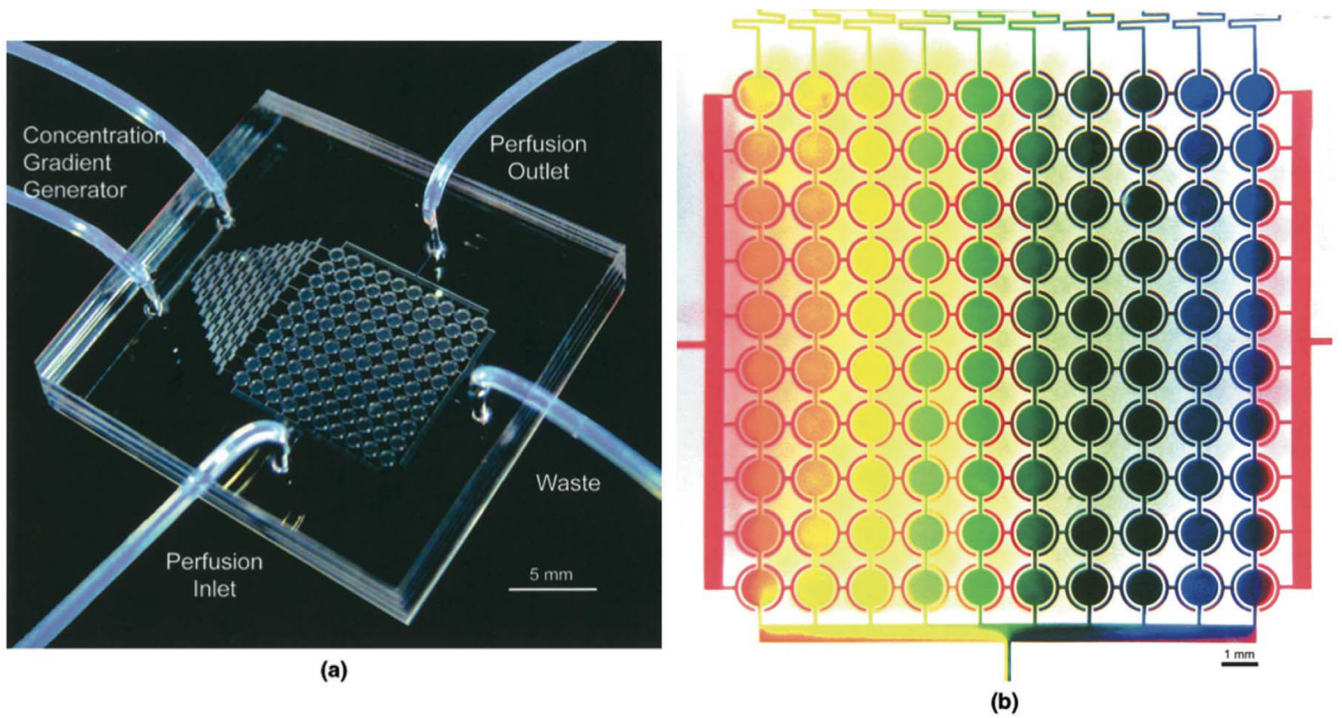 Concentration
Gradient
Generator
Perfusion
Outlet
Waste
Perfusion
Inlet
5 mm
(a)
1 mm
(b)